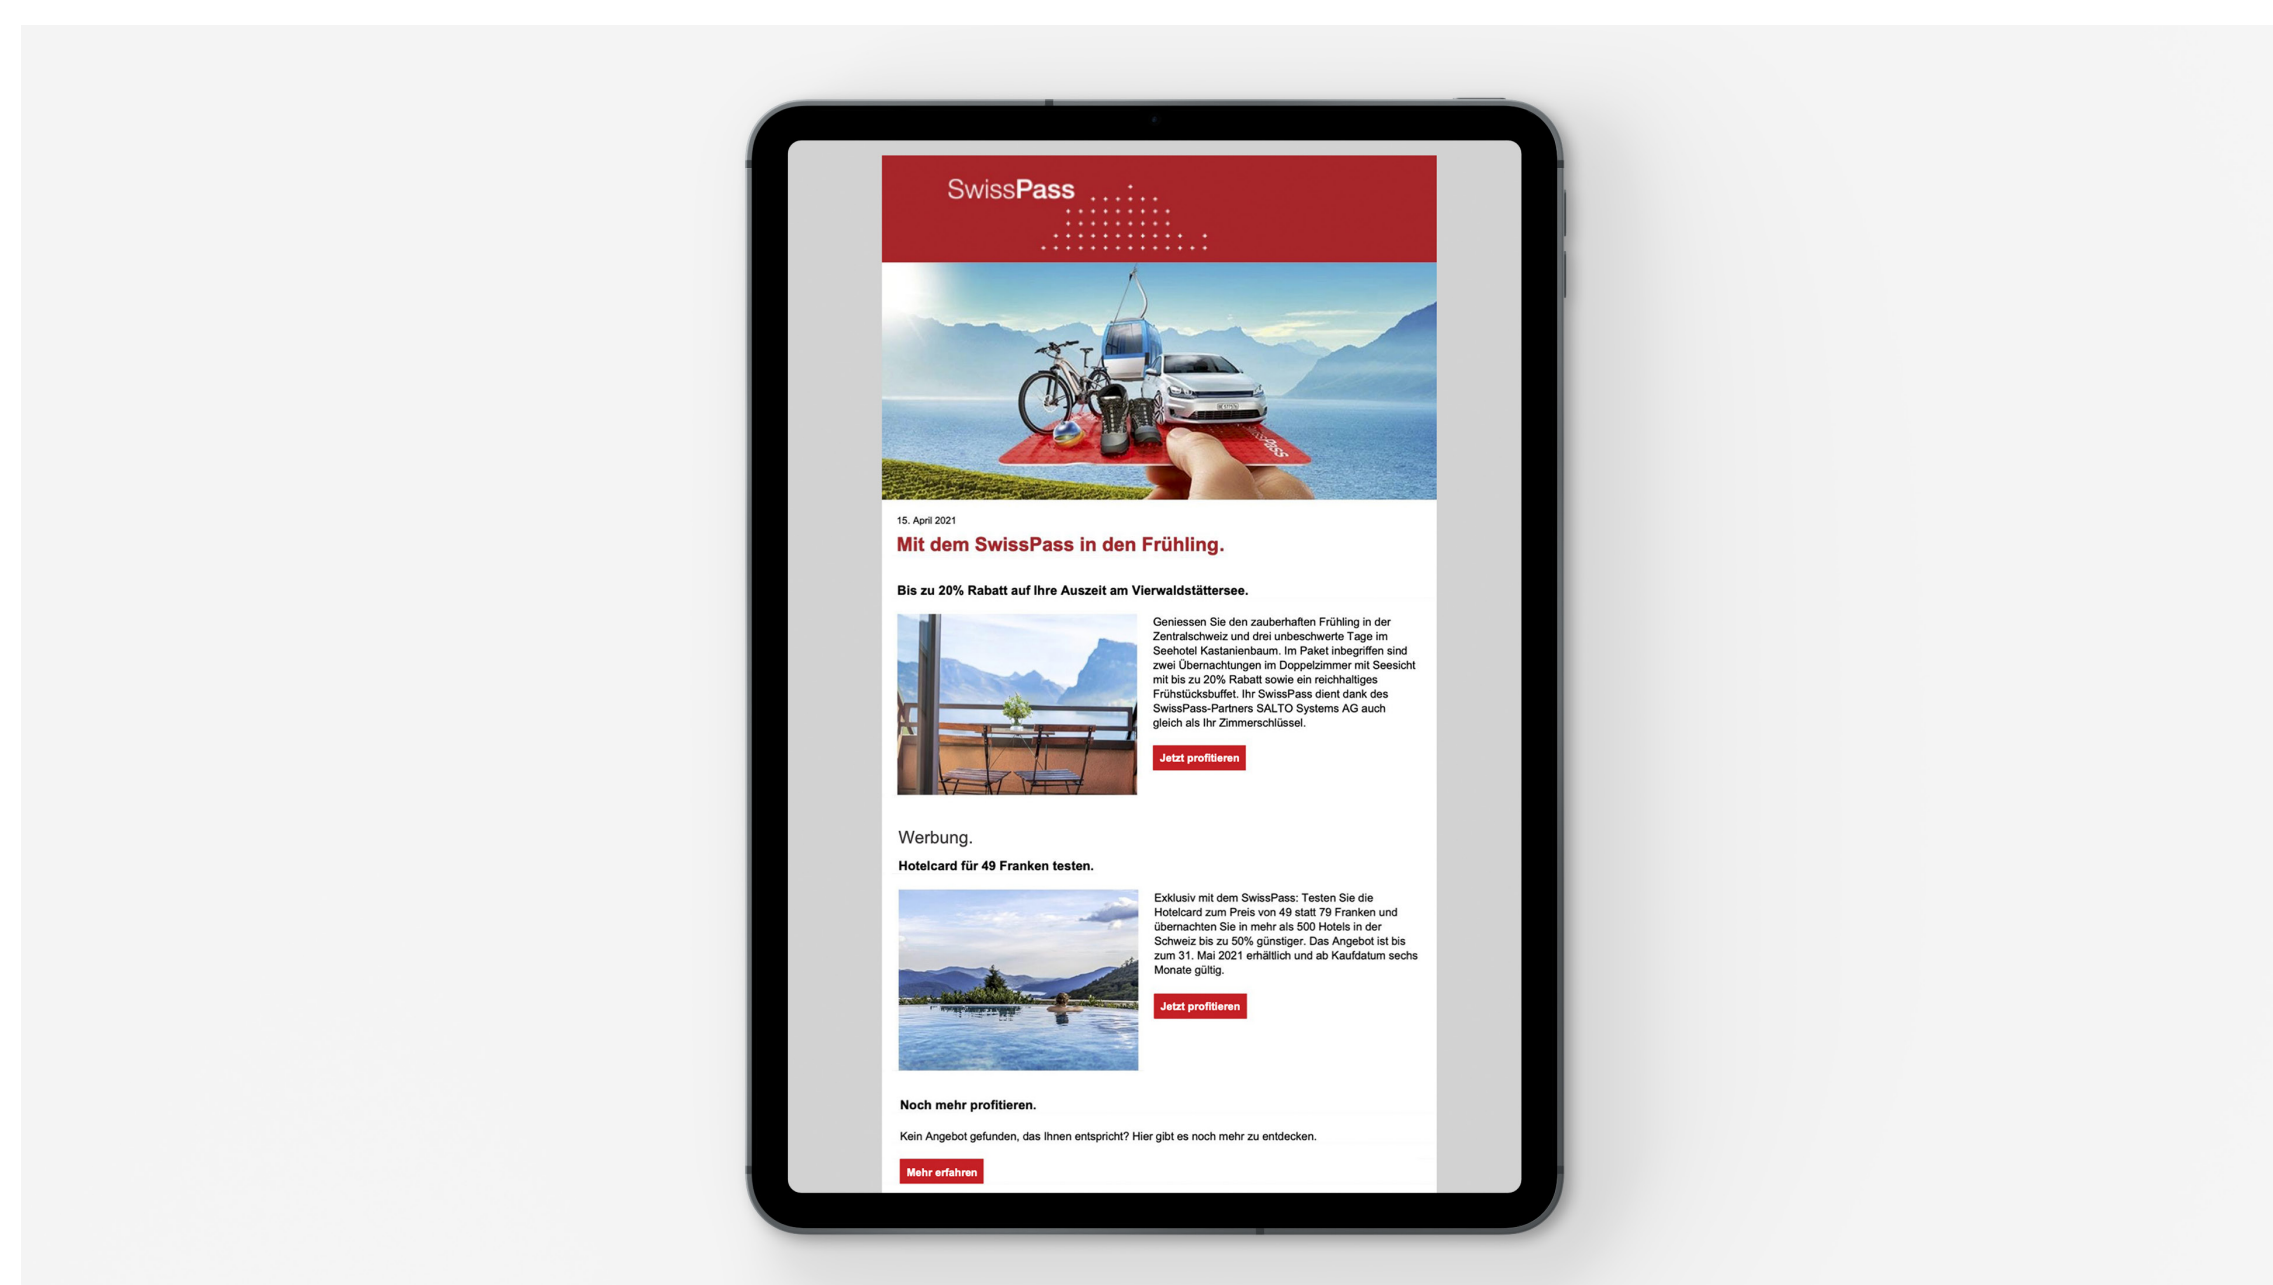 SwissPass
SwissPass
15. April 2021
Mit dem SwissPass in den Frühling.
Bis zu 20% Rabatt auf Ihre Auszeit am Vierwaldstättersee.
Geniessen Sie den zauberhaften Frühling in der
Zentralschweiz und drei unbeschwerte Tage im
Seehotel Kastanienbaum. Im Paket inbegriffen sind
zwei Übernachtungen im Doppelzimmer mit Seesicht
mit bis zu 20% Rabatt sowie ein reichhaltiges
Frühstücksbuffet. Ihr SwissPass dient dank des
SwissPass-Partners SALTO Systems AG auch
gleich als Ihr Zimmerschlüssel.
Jetzt profitieren
Werbung.
Hotelcard für 49 Franken testen.
Exklusiv mit dem SwissPass: Testen Sie die
Hotelcard zum Preis von 49 statt 79 Franken und
übernachten Sie in mehr als 500 Hotels in der
Schweiz bis zu 50% günstiger. Das Angebot ist bis
zum 31. Mai 2021 erhältlich und ab Kaufdatum sechs
Monate gültig.
Jetzt profitieren
Noch mehr profitieren.
Kein Angebot gefunden, das Ihnen entspricht? Hier gibt es noch mehr zu entdecken.
Mehr erfahren